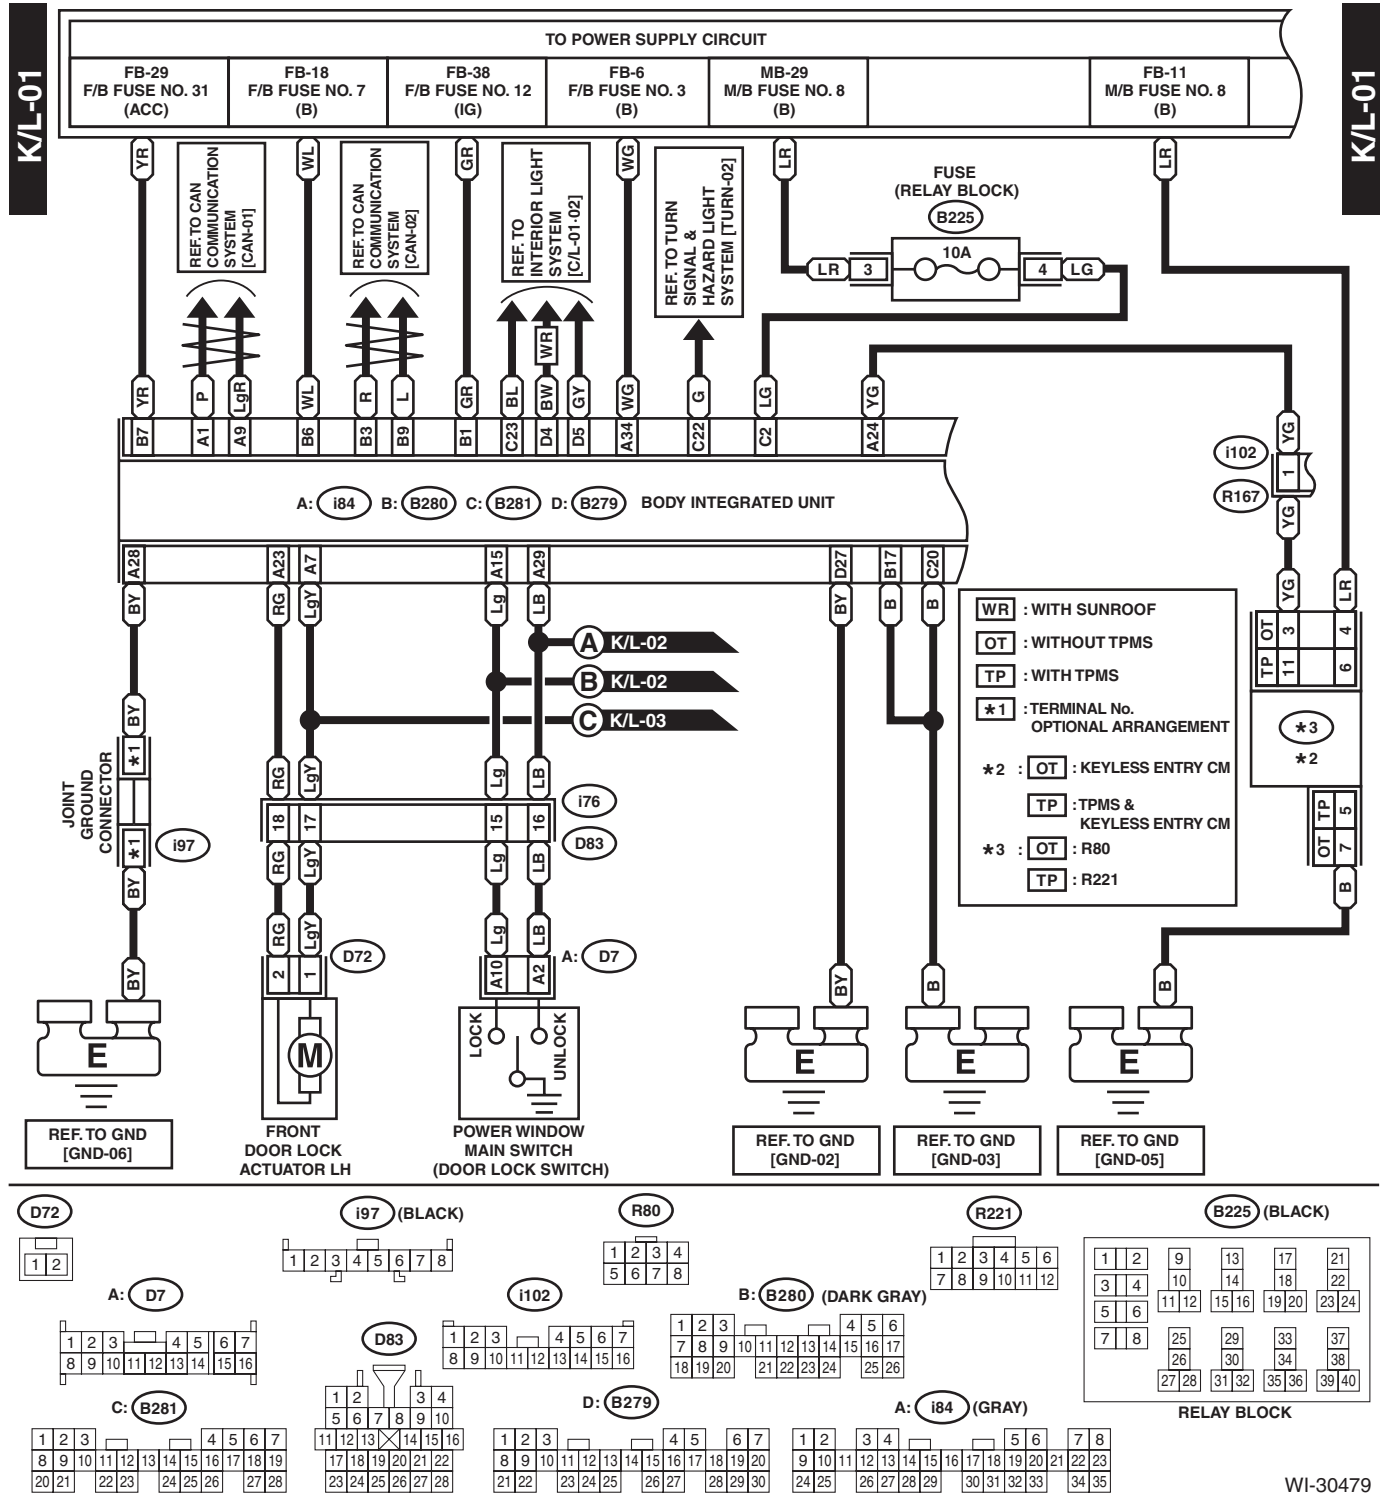 K/L-01
K/L-01
TO POWER SUPPLY CIRCUIT
FB-29
F/B FUSE NO. 31
(ACC)
FB-18
F/B FUSE NO. 7
(B)
FB-38
F/B FUSE NO. 12
(IG)
FB-6
F/B FUSE NO. 3
(B)
MB-29
M/B FUSE NO. 8
(B)
FB-11
M/B FUSE NO. 8
(B)
YR
REF. TO CAN
COMMUNICATION
SYSTEM
[CAN-01]
WL
REF. TO CAN
COMMUNICATION
SYSTEM
[CAN-02]
GR
REF. TO
INTERIOR LIGHT
SYSTEM
[C/L-01·02]
WG
REF. TO TURN
SIGNAL &
HAZARD LIGHT
SYSTEM [TURN-02]
LR
LR
FUSE
(RELAY BLOCK)
B225
10A
LR 3
4 LG
WR
YR P LgR WL R L GR BL BW GY WG G LG YG
B7 A1 A9 B6 B3 B9 B1 C23 D4 D5 A34 C22 C2 A24
YG
i102
1
R167
YG
A: i84 B: B280 C: B281 D: B279 BODY INTEGRATED UNIT
A28 A23 A7 A15 A29 D27 B17 C20
BY RG LgY Lg LB BY B B
YG LR
OT 3 4
TP 11 6
*3
*2
TP 5
OT 7
B
WR : WITH SUNROOF
OT : WITHOUT TPMS
TP : WITH TPMS
*1 : TERMINAL No.
OPTIONAL ARRANGEMENT
*2 : OT : KEYLESS ENTRY CM
TP : TPMS &
KEYLESS ENTRY CM
*3 : OT : R80
TP : R221
A K/L-02
B K/L-02
C K/L-03
BY
*1
JOINT
GROUND
CONNECTOR
*1
i97
BY
RG LgY Lg LB
i76
18 17 15 16
D83
RG LgY Lg LB
RG LgY Lg LB
D72
2 1
A10 A2
A: D7
BY
BY
B
B
E
REF. TO GND
[GND-06]
M
FRONT
DOOR LOCK
ACTUATOR LH
LOCK
UNLOCK
POWER WINDOW
MAIN SWITCH
(DOOR LOCK SWITCH)
E
REF. TO GND
[GND-02]
E
REF. TO GND
[GND-03]
E
REF. TO GND
[GND-05]
D72
1 2
i97 (BLACK)
1 2 3 4 5 6 7 8
R80
1 2 3 4
5 6 7 8
R221
1 2 3 4 5 6
7 8 9 10 11 12
B225 (BLACK)
1 2 9 13 17 21
3 4 10 14 18 22
11 12 15 16 19 20 23 24
5 6
7 8 25 29 33 37
26 30 34 38
27 28 31 32 35 36 39 40
RELAY BLOCK
A: D7
1 2 3 4 5 6 7
8 9 10 11 12 13 14 15 16
D83
1 2 3 4
5 6 7 8 9 10
11 12 13 14 15 16
17 18 19 20 21 22
23 24 25 26 27 28
i102
1 2 3 4 5 6 7
8 9 10 11 12 13 14 15 16
B: B280 (DARK GRAY)
1 2 3 4 5 6
7 8 9 10 11 12 13 14 15 16 17
18 19 20 21 22 23 24 25 26
C: B281
1 2 3 4 5 6 7
8 9 10 11 12 13 14 15 16 17 18 19
20 21 22 23 24 25 26 27 28
D: B279
1 2 3 4 5 6 7
8 9 10 11 12 13 14 15 16 17 18 19 20
21 22 23 24 25 26 27 28 29 30
A: i84 (GRAY)
1 2 3 4 5 6 7 8
9 10 11 12 13 14 15 16 17 18 19 20 21 22 23
24 25 26 27 28 29 30 31 32 33 34 35
WI-30479